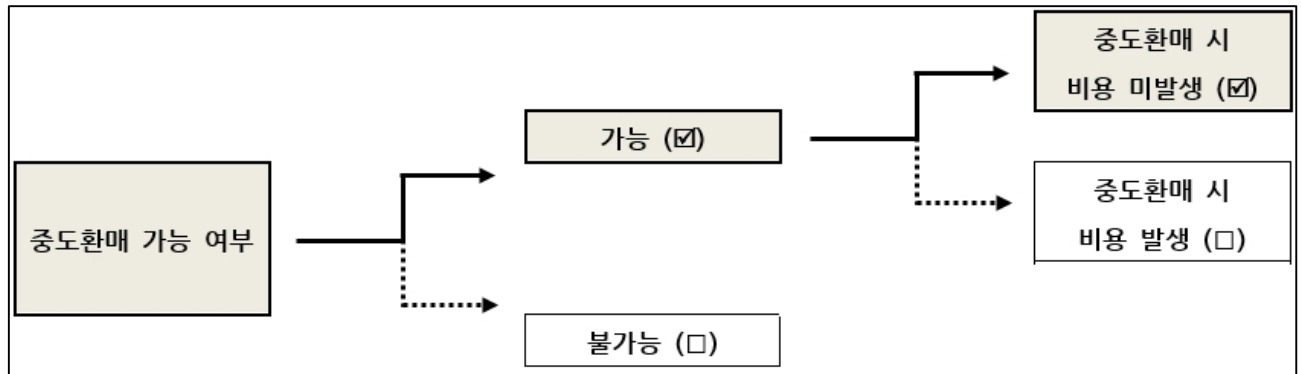 중도환매 가능 여부
가능 (☑)
불가능 (□)
중도환매 시
비용 미발생 (☑)
중도환매 시
비용 발생 (□)